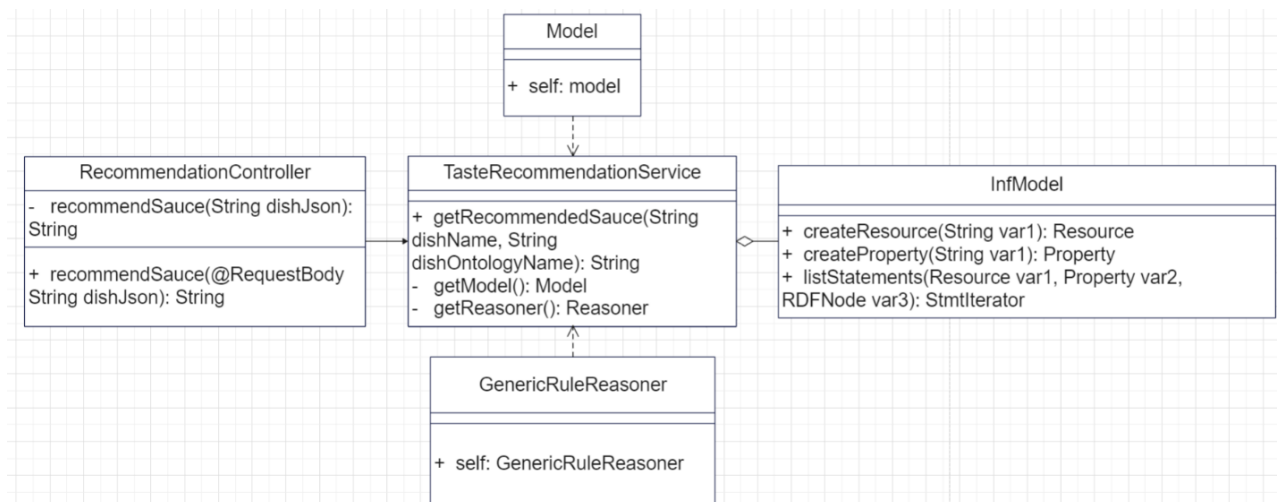 Model
+ self: model
RecommendationController
- recommendSauce(String dishJson):
String
+ recommendSauce(@RequestBody
String dishJson): String
TasteRecommendationService
+ getRecommendedSauce(String
dishName, String
dishOntologyName): String
- getModel(): Model
- getReasoner(): Reasoner
InfModel
+ createResource(String var1): Resource
+ createProperty(String var1): Property
+ listStatements(Resource var1, Property var2,
RDFNode var3): StmtIterator
GenericRuleReasoner
+ self: GenericRuleReasoner